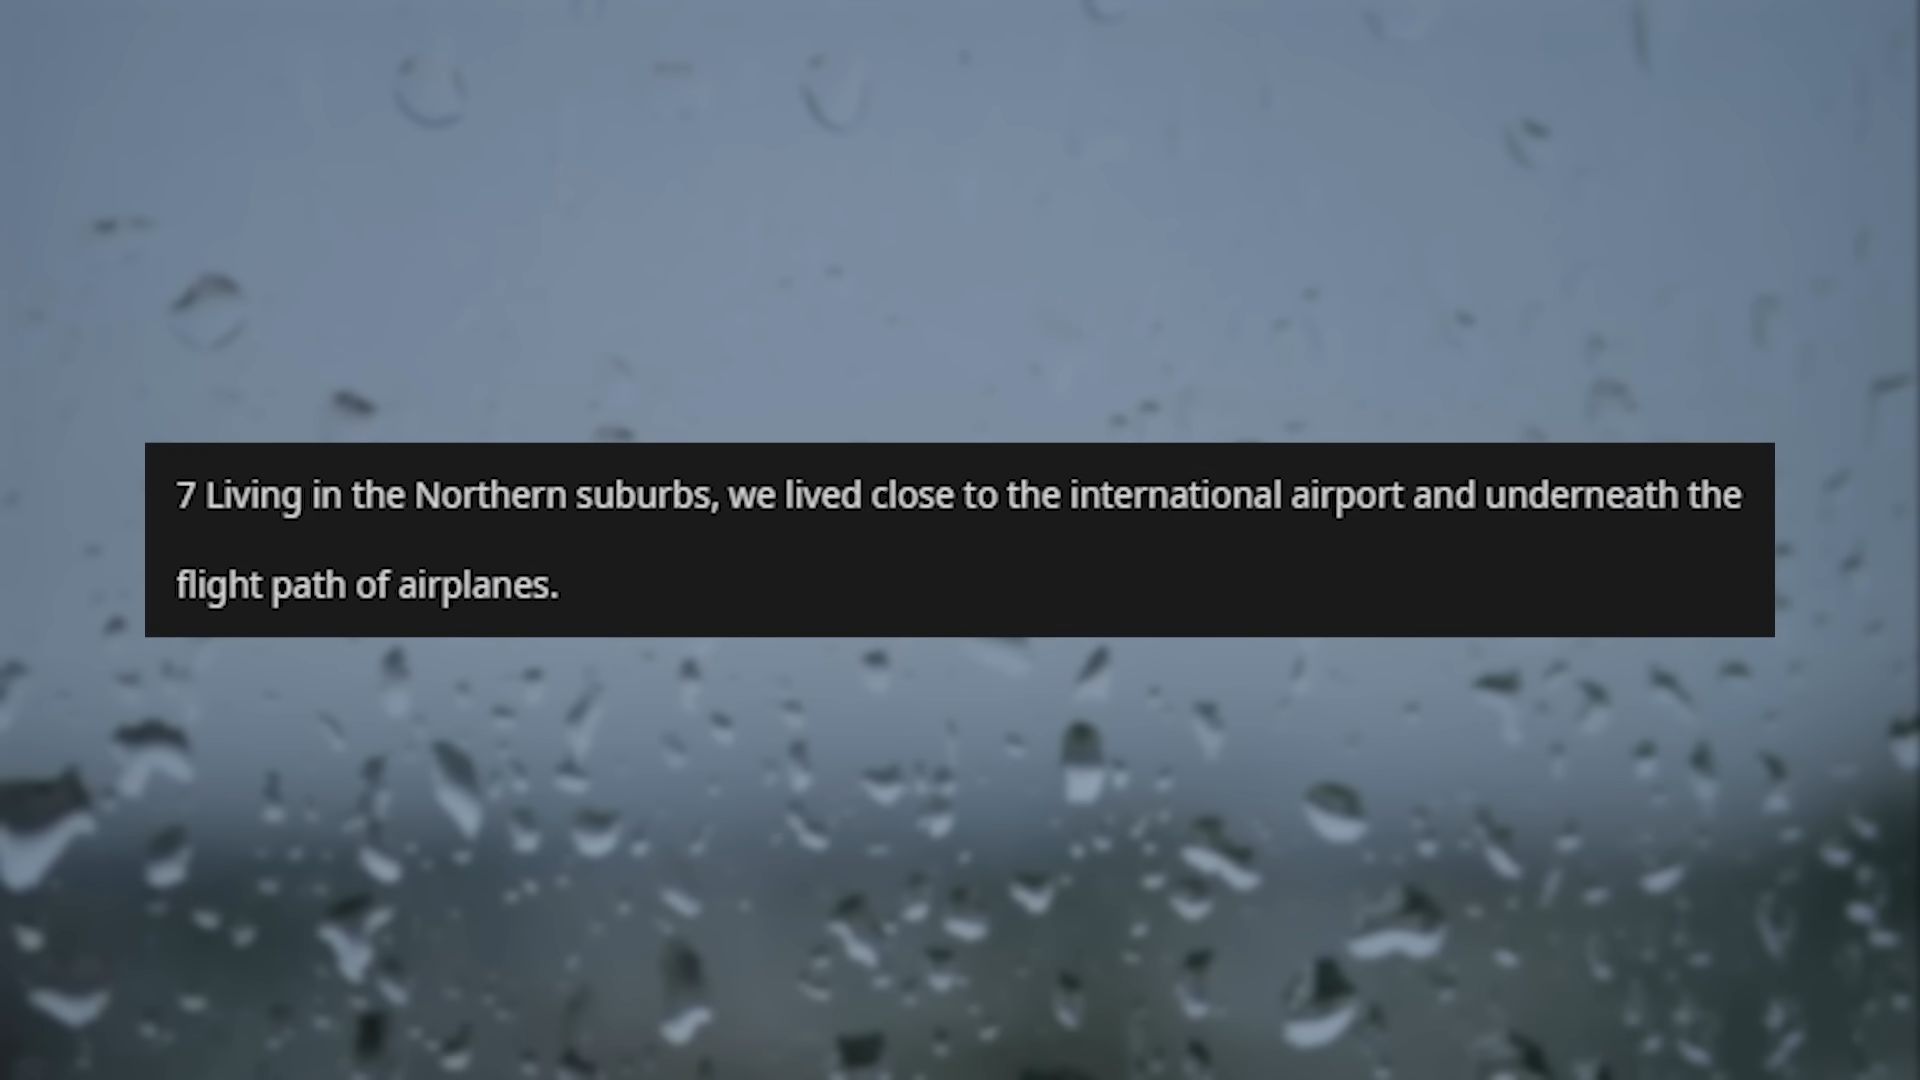 7 Living in the Northern suburbs, we lived close to the international airport and underneath the
flight path of airplanes.